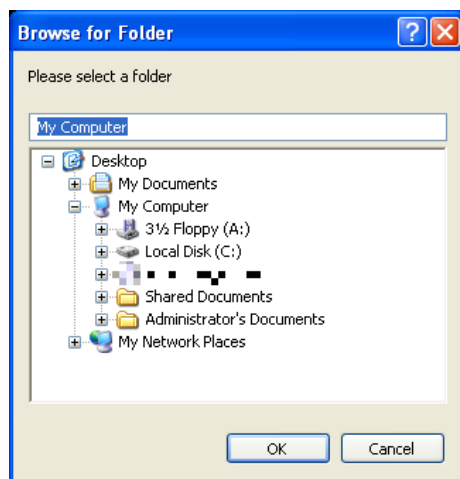 Browse for Folder
Please select a folder
My Computer
Desktop
My Documents
My Computer
3½ Floppy (A:)
Local Disk (C:)
Shared Documents
Administrator's Documents
My Network Places
OK Cancel